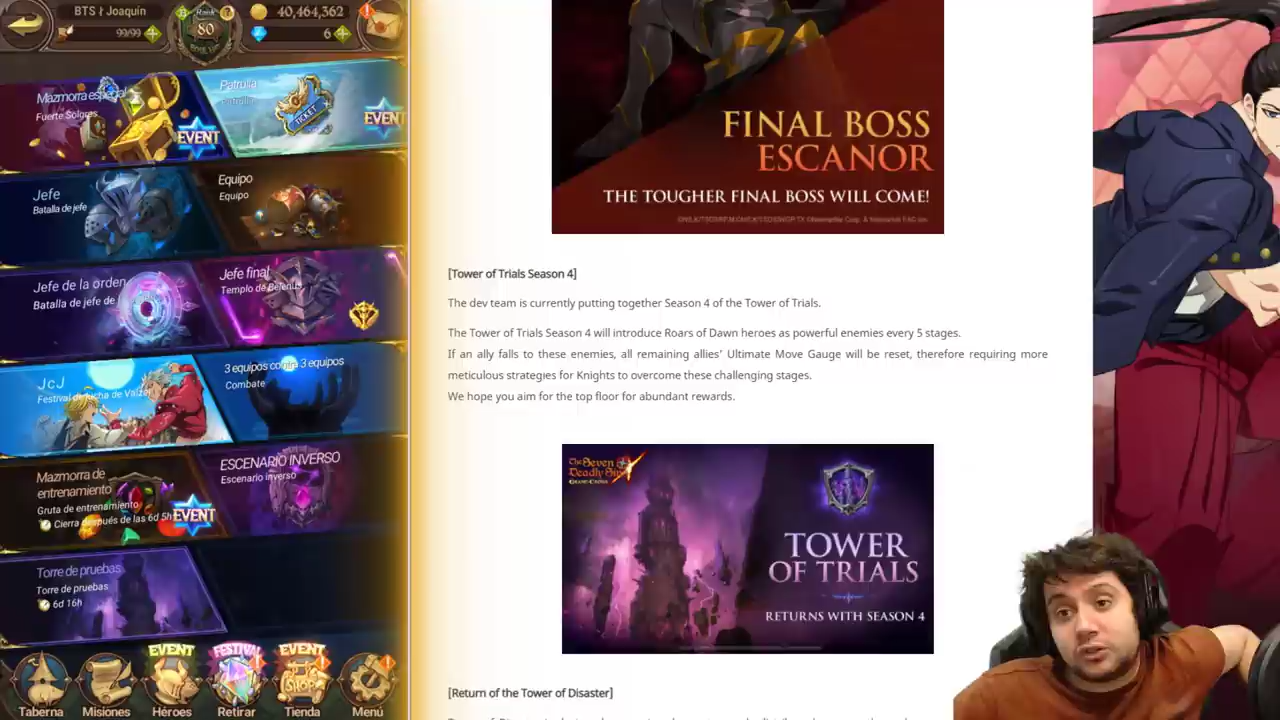 BTS ł Joaquin
Rank
80
40,464,362
99/99
6
Mazmorra especial
Fuerte Solgres
EVENT
Patrulla
Patrulla
TICKET
EVENT
Jefe
Batalla de jefe
Equipo
Equipo
Jefe de la orden
Batalla de jefe de l
Jefe final
Templo de Belenus
JcJ
Festival de lucha de Vaizel
3 equipos contra 3 equipos
Combate
Mazmorra de
entrenamiento
Gruta de entrenamiento
Cierra después de las 6d 5h
EVENT
ESCENARIO INVERSO
Escenario inverso
Torre de pruebas
Torre de pruebas
6d 16h
EVENT
FESTIVAL
EVENT
SHOP
Taberna
Misiones
Héroes
Retirar
Tienda
Menú
FINAL BOSS
ESCANOR
THE TOUGHER FINAL BOSS WILL COME!
[Tower of Trials Season 4]
The dev team is currently putting together Season 4 of the Tower of Trials.
The Tower of Trials Season 4 will introduce Roars of Dawn heroes as powerful enemies every 5 stages.
If an ally falls to these enemies, all remaining allies' Ultimate Move Gauge will be reset, therefore requiring more
meticulous strategies for Knights to overcome these challenging stages.
We hope you aim for the top floor for abundant rewards.
The Seven
Deadly Sins
GRAND CROSS
TOWER
OF TRIALS
RETURNS WITH SEASON 4
[Return of the Tower of Disaster]